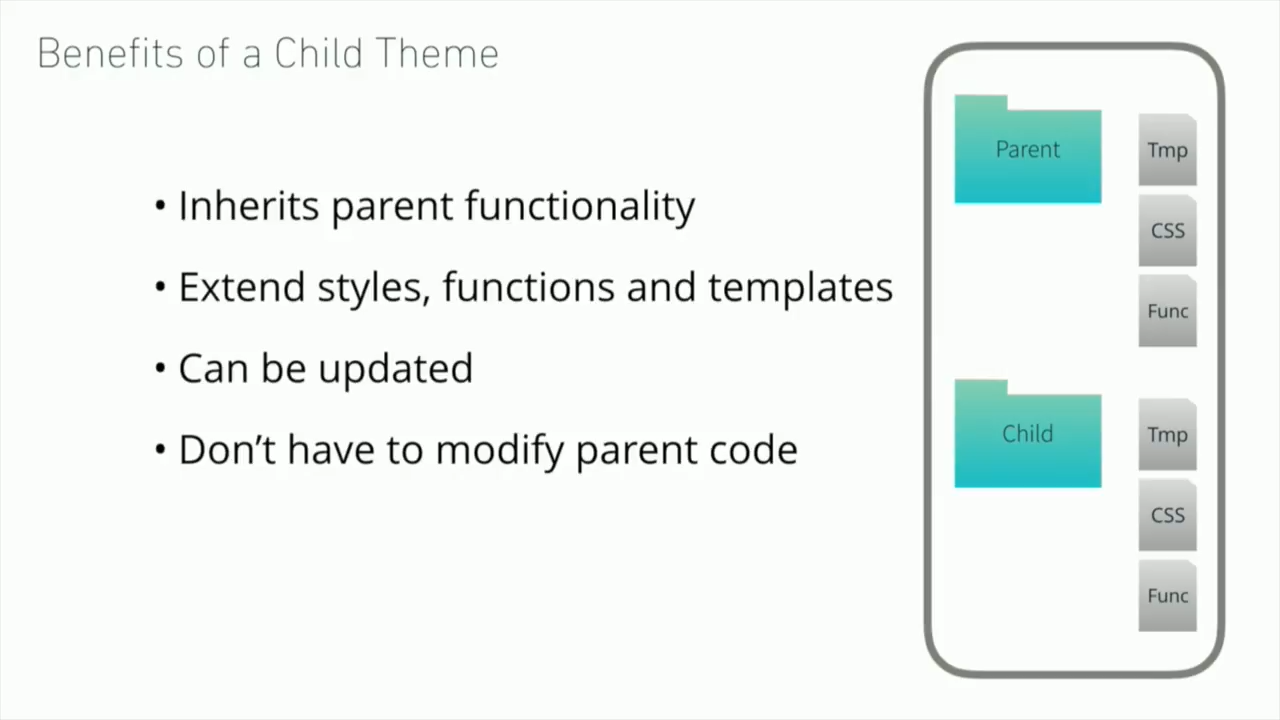 Benefits of a Child Theme
• Inherits parent functionality
• Extend styles, functions and templates
• Can be updated
• Don’t have to modify parent code
Parent
Tmp
CSS
Func
Child
Tmp
CSS
Func